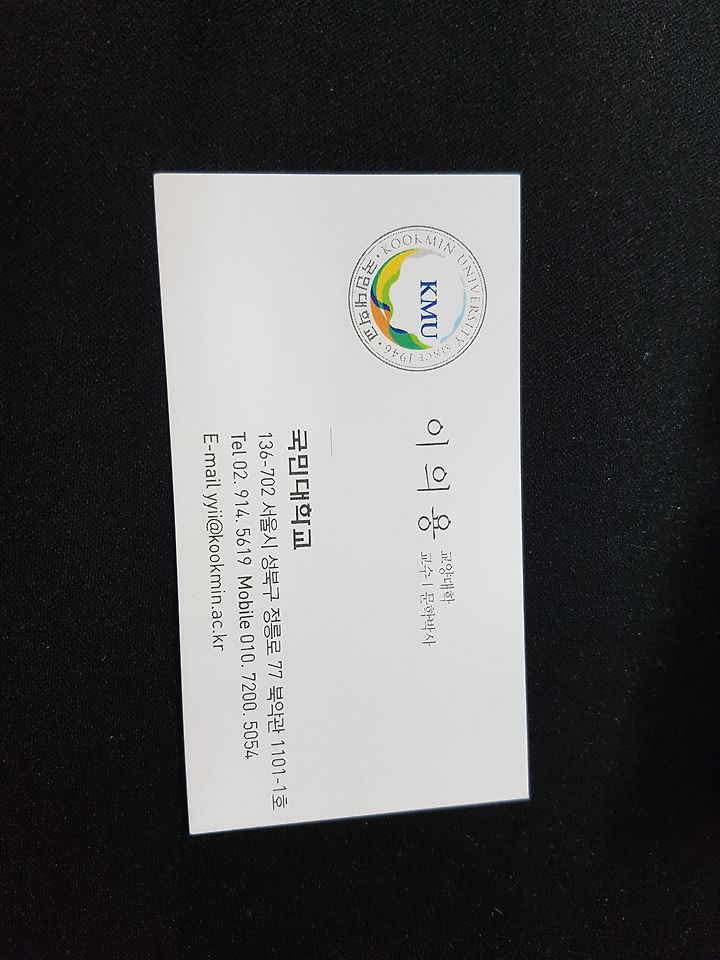 KOOKMIN UNIVERSITY SINCE 1946
국민대학교
KMU
이 의 용
교양대학
교수 | 문학박사
국민대학교
136-702 서울시 성북구 정릉로 77 북악관 1101-1호
Tel 02. 914. 5619 Mobile 010. 7200. 5054
E-mail yyii@kookmin.ac.kr